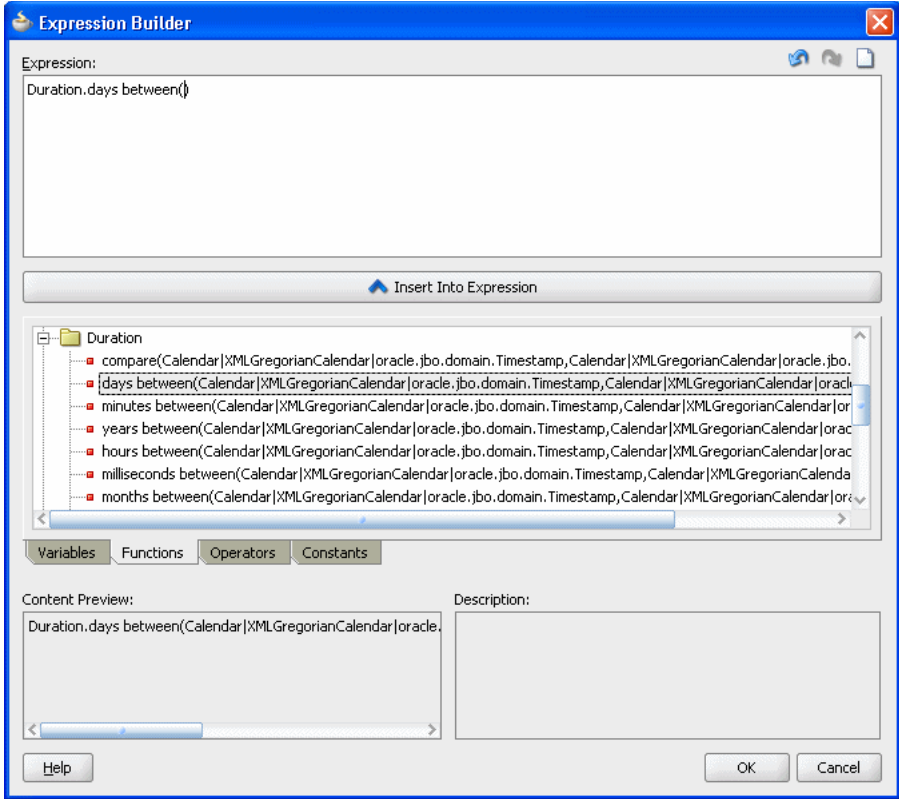 Expression Builder
Expression:
Duration.days between()
Insert Into Expression
Duration
compare(Calendar|XMLGregorianCalendar|oracle.jbo.domain.Timestamp,Calendar|XMLGregorianCalendar|oracle.jbo.
days between(Calendar|XMLGregorianCalendar|oracle.jbo.domain.Timestamp,Calendar|XMLGregorianCalendar|oracl
minutes between(Calendar|XMLGregorianCalendar|oracle.jbo.domain.Timestamp,Calendar|XMLGregorianCalendar|or
years between(Calendar|XMLGregorianCalendar|oracle.jbo.domain.Timestamp,Calendar|XMLGregorianCalendar|orac
hours between(Calendar|XMLGregorianCalendar|oracle.jbo.domain.Timestamp,Calendar|XMLGregorianCalendar|orac
milliseconds between(Calendar|XMLGregorianCalendar|oracle.jbo.domain.Timestamp,Calendar|XMLGregorianCalenda
months between(Calendar|XMLGregorianCalendar|oracle.jbo.domain.Timestamp,Calendar|XMLGregorianCalendar|ora
Variables Functions Operators Constants
Content Preview: Description:
Duration.days between(Calendar|XMLGregorianCalendar|oracle.
Help OK Cancel